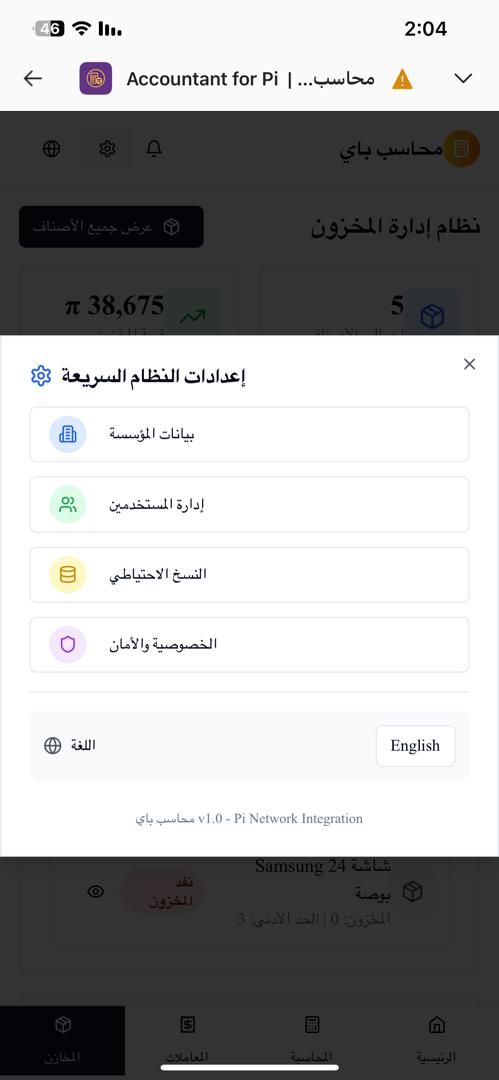 46
2:04
Accountant for Pi | ...محاسب
محاسب باي
نظام إدارة المخزون
عرض جميع الأصناف
5
38,675 π
إعدادات النظام السريعة
بيانات المؤسسة
إدارة المستخدمين
النسخ الاحتياطي
الخصوصية والأمان
اللغة
English
محاسب باي v1.0 - Pi Network Integration
شاشة Samsung 24
بوصة
نفد
المخزون
المخزون: 0 | الحد الأدنى: 3
الرئيسية
المحاسبة
المعاملات
المخازن